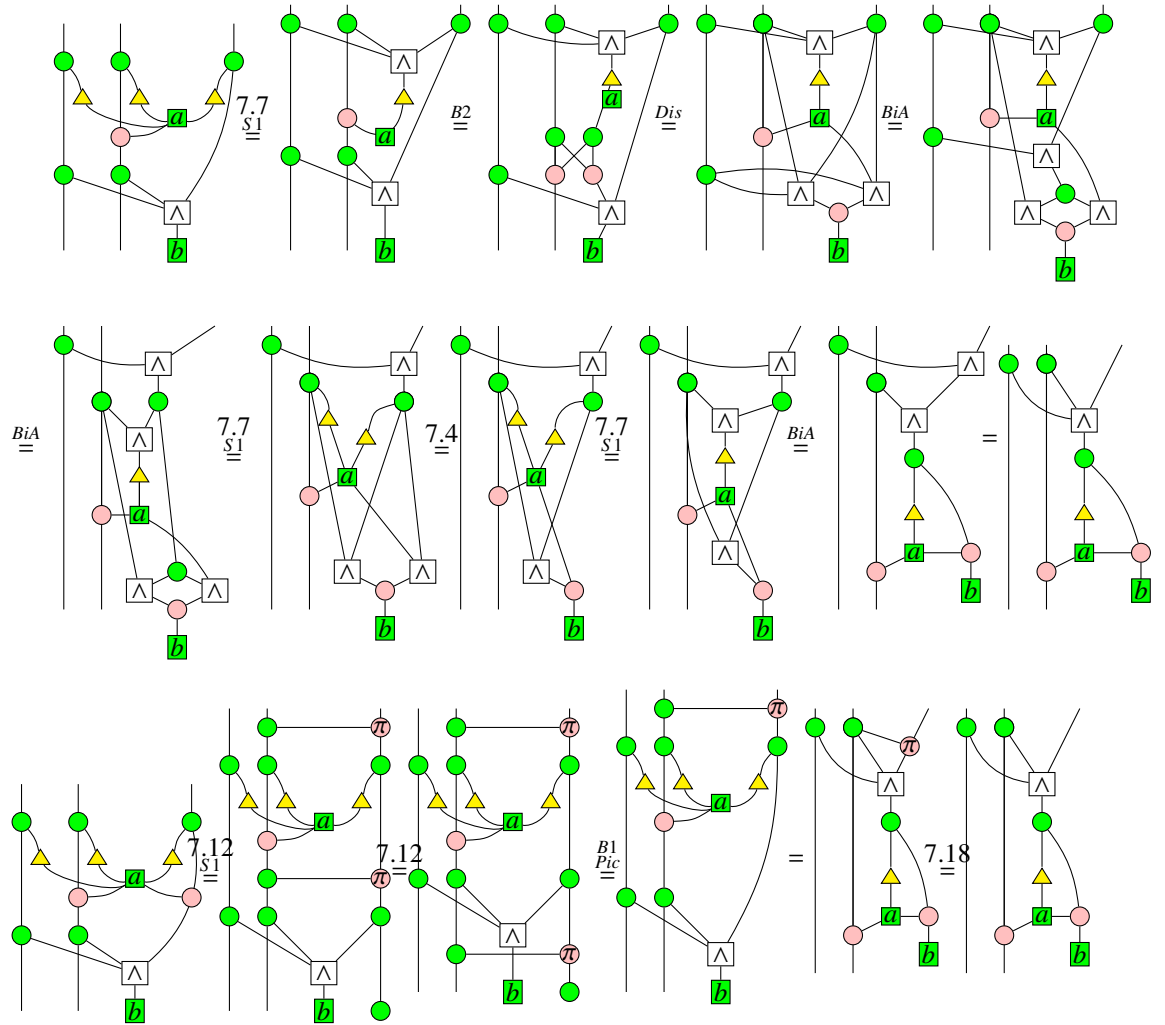 ∧ ∧ ∧
∧
7.7 a
a S1 B2 Dis a BiA a
= a = = =
∧
∧ ∧ ∧
∧ ∧ ∧ ∧
b b b b
b
∧ ∧ ∧ ∧ ∧
∧ ∧ ∧
BiA ∧ 7.7 7.4 7.7 BiA
= S1 = S1 = =
= =
a a
a
a
∧ a a
∧ ∧ ∧
∧ ∧ b b
b b b
b
π
π π
π
∧ ∧
a
a a
7.12 7.12 B1 7.18
S1 = Pic = =
= =
a π π
a a
∧
π ∧ b b
∧ ∧
b b
b b